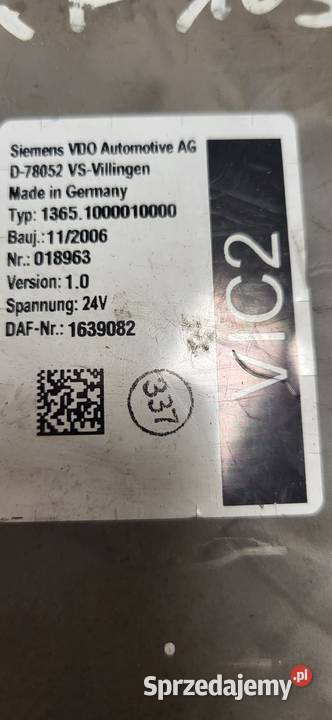 Siemens VDO Automotive AG
D-78052 VS-Villingen
Made in Germany
Typ: 1365.1000010000
Bauj.: 11/2006
Nr.: 018963
Version: 1.0
Spannung: 24V
DAF-Nr.: 1639082
VIC2
337
Sprzedajemy.pl